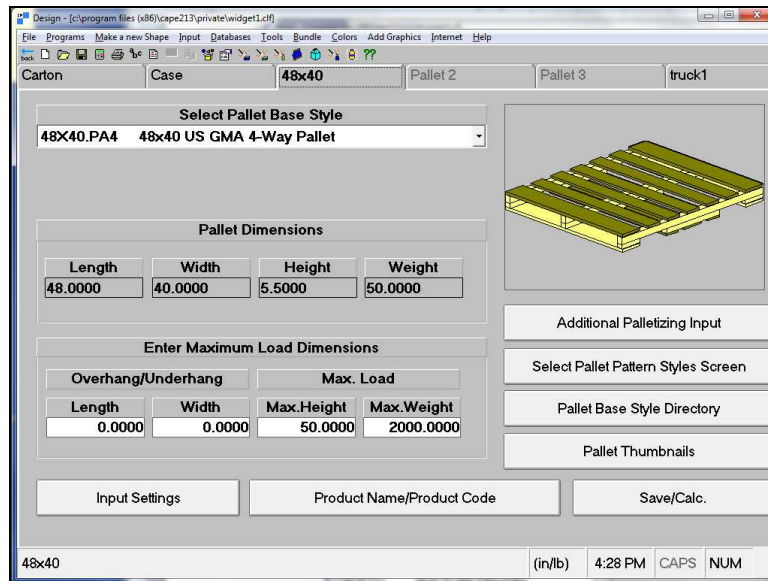 Design - [c:\program files (x86)\cape213\private\widget1.clf]
File Programs Make a new Shape Input Databases Tools Bundle Colors Add Graphics Internet Help
back
Carton Case 48x40 Pallet 2 Pallet 3 truck1
Select Pallet Base Style
48X40.PA4 48x40 US GMA 4-Way Pallet
Pallet Dimensions
Length Width Height Weight
48.0000 40.0000 5.5000 50.0000
Additional Palletizing Input
Enter Maximum Load Dimensions
Select Pallet Pattern Styles Screen
Overhang/Underhang Max. Load
Length Width Max.Height Max.Weight
0.0000 0.0000 50.0000 2000.0000
Pallet Base Style Directory
Pallet Thumbnails
Input Settings Product Name/Product Code Save/Calc.
48x40 (in/lb) 4:28 PM CAPS NUM